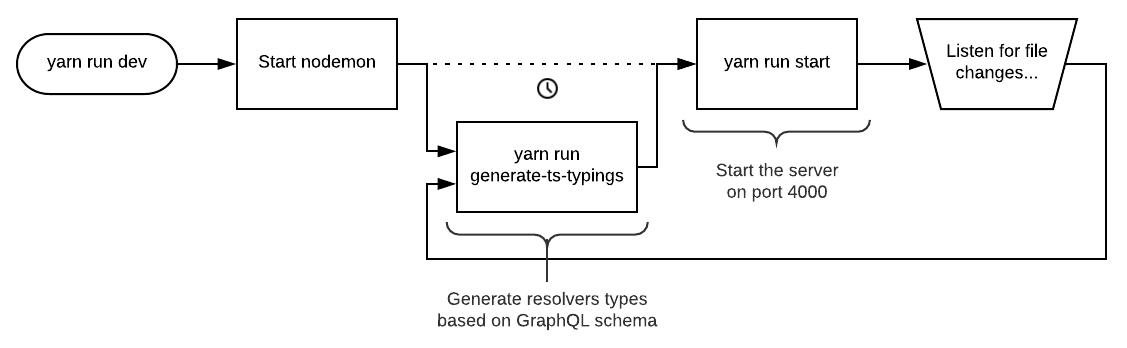 yarn run dev
Start nodemon
yarn run start
Listen for file
changes...
yarn run
generate-ts-typings
Start the server
on port 4000
Generate resolvers types
based on GraphQL schema